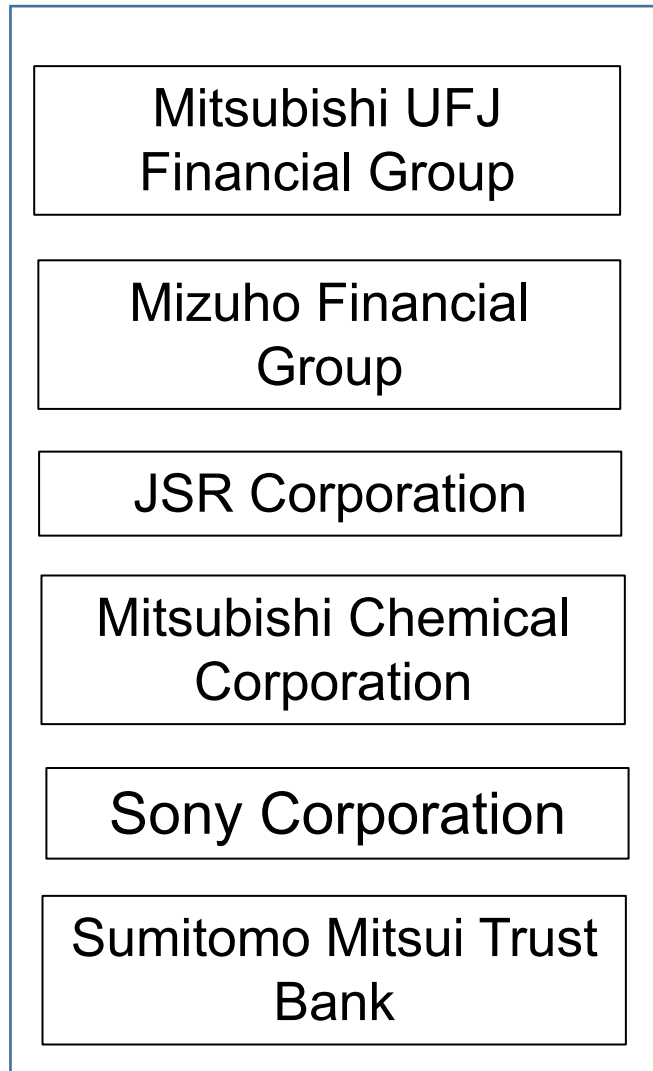 Mitsubishi UFJ
Financial Group
Mizuho Financial
Group
JSR Corporation
Mitsubishi Chemical
Corporation
Sony Corporation
Sumitomo Mitsui Trust
Bank